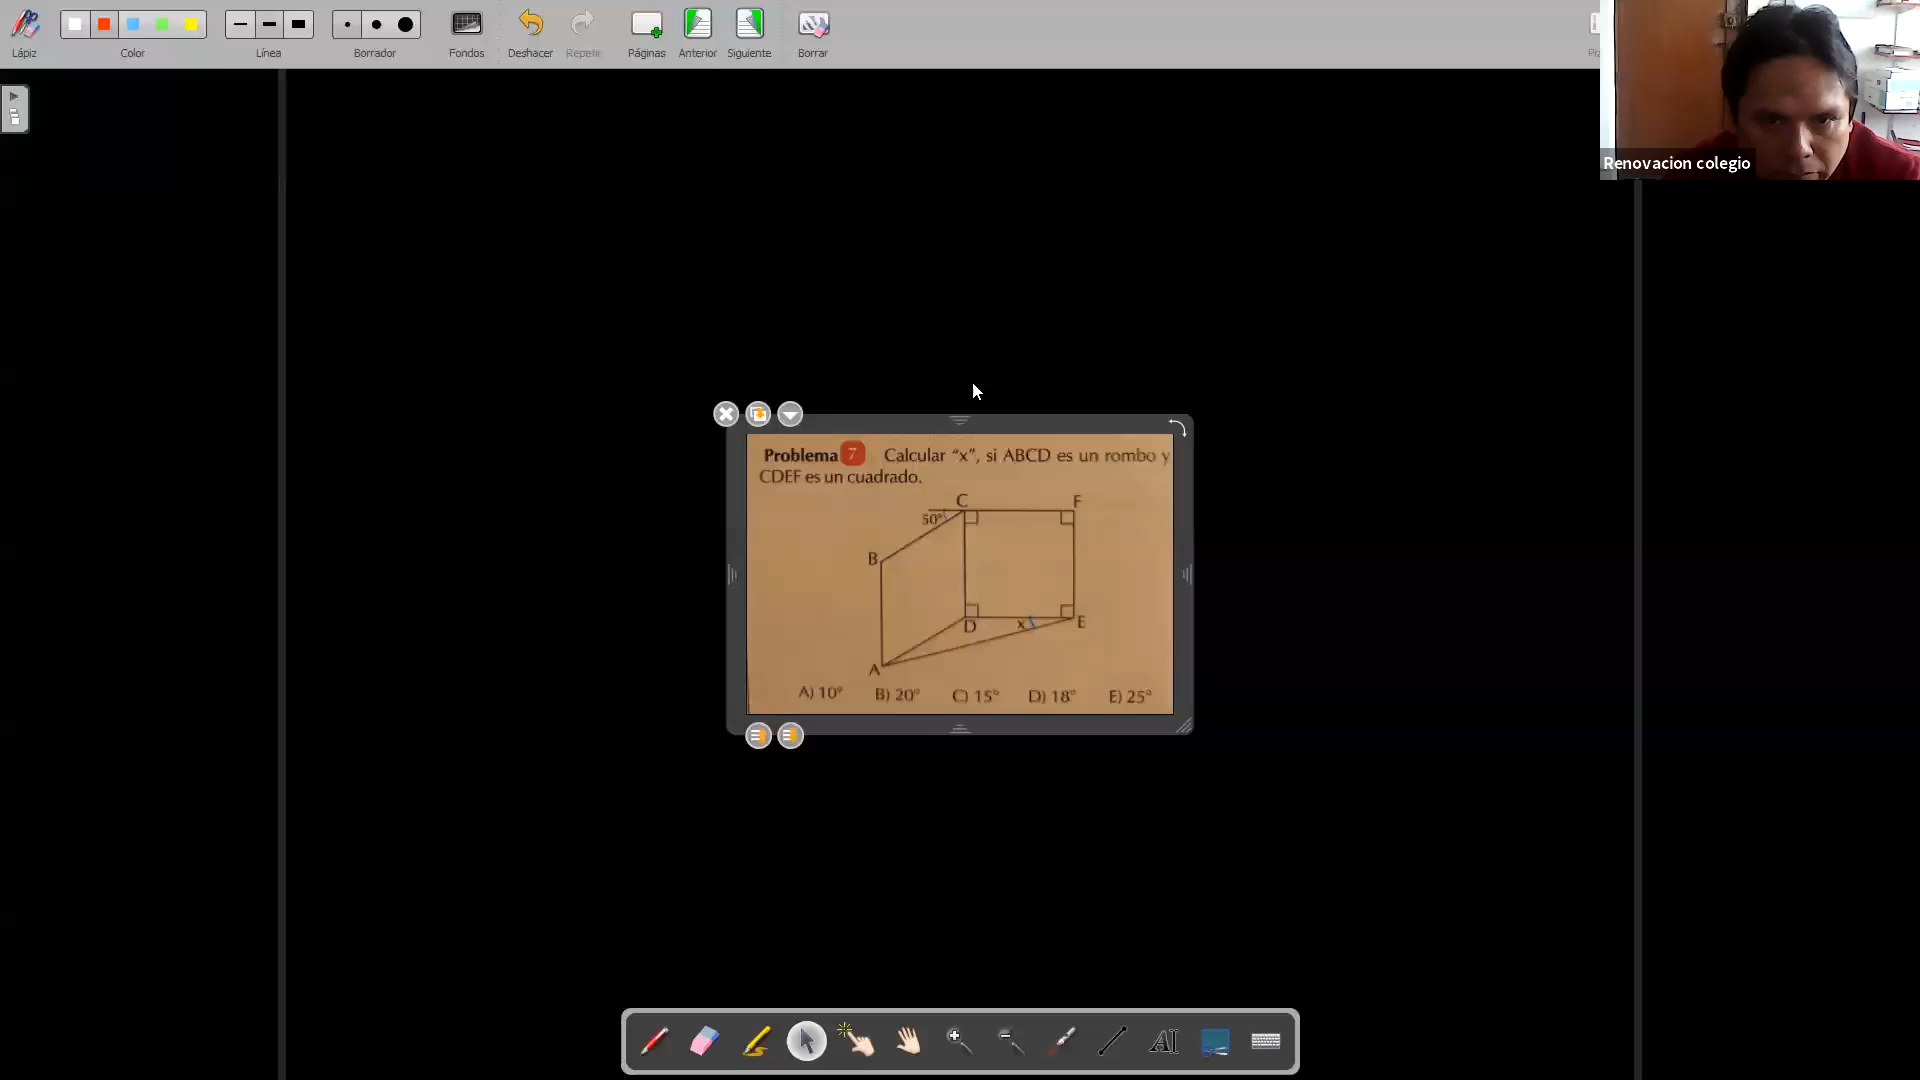 Lápiz
Color
Línea
Borrador
Fondos
Deshacer
Repetir
Páginas
Anterior
Siguiente
Borrar
Renovacion colegio
Problema 7 Calcular “x”, si ABCD es un rombo y
CDEF es un cuadrado.
C F
50°
B
D x E
A
A) 10° B) 20° C) 15° D) 18° E) 25°
AI